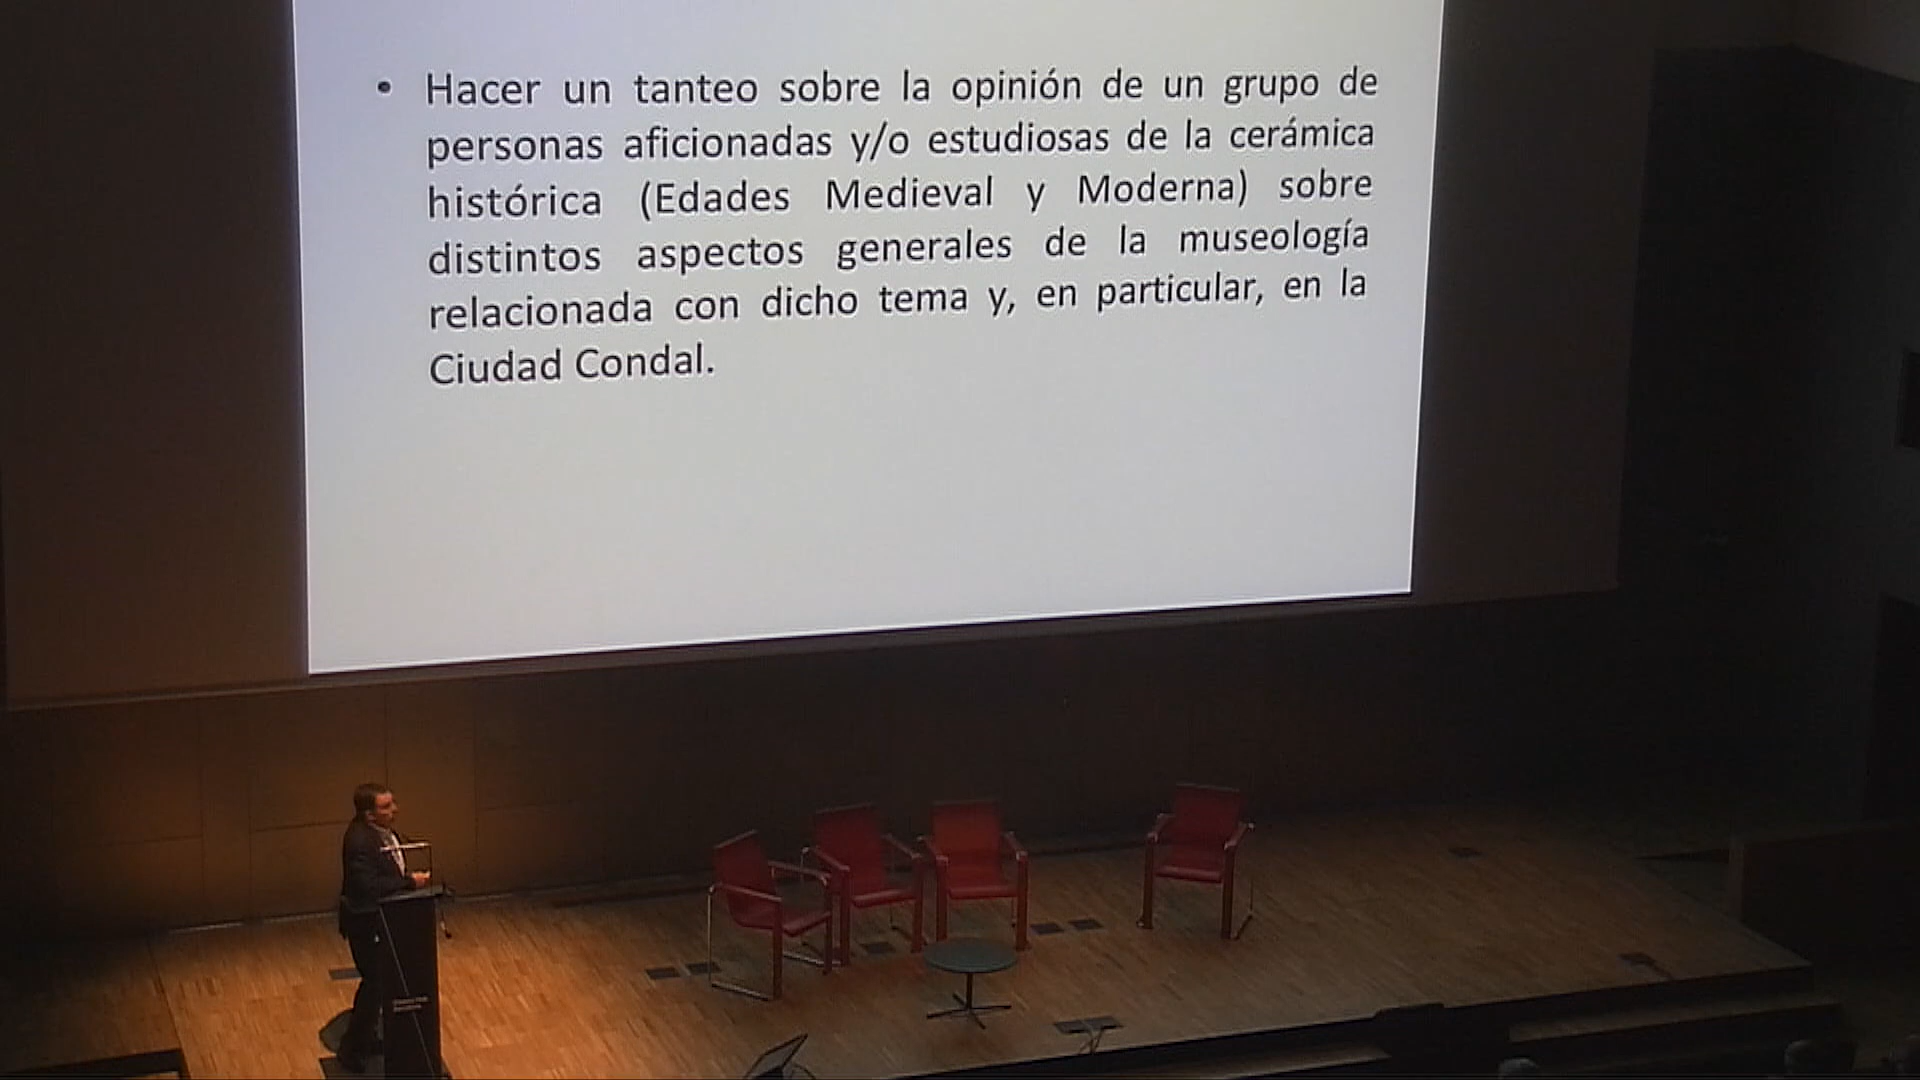 • Hacer un tanteo sobre la opinión de un grupo de
personas aficionadas y/o estudiosas de la cerámica
histórica (Edades Medieval y Moderna) sobre
distintos aspectos generales de la museología
relacionada con dicho tema y, en particular, en la
Ciudad Condal.